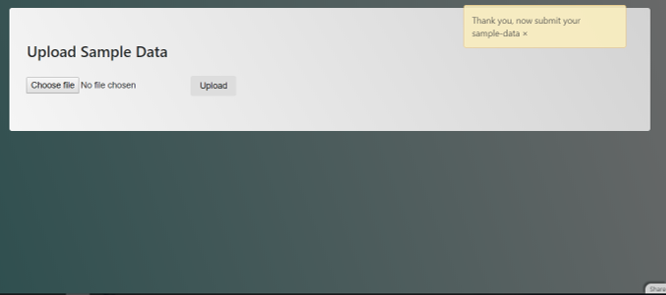 Thank you, now submit your
sample-data ×
Upload Sample Data
Choose file No file chosen
Upload
Share